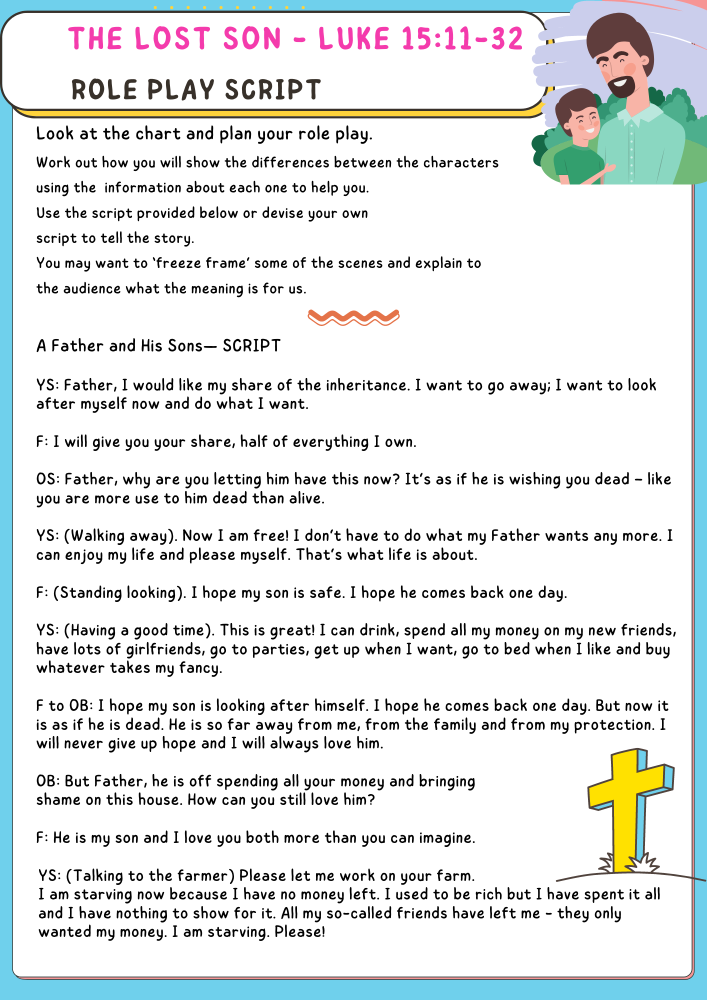 THE LOST SON - LUKE 15:11-32
ROLE PLAY SCRIPT
Look at the chart and plan your role play.
Work out how you will show the differences between the characters
using the  information about each one to help you.
Use the script provided below or devise your own
script to tell the story.
You may want to ‘freeze frame’ some of the scenes and explain to
the audience what the meaning is for us.
A Father and His Sons— SCRIPT
YS: Father, I would like my share of the inheritance. I want to go away; I want to look
after myself now and do what I want.
F: I will give you your share, half of everything I own.
OS: Father, why are you letting him have this now? It’s as if he is wishing you dead – like
you are more use to him dead than alive.
YS: (Walking away). Now I am free! I don’t have to do what my Father wants any more. I
can enjoy my life and please myself. That’s what life is about.
F: (Standing looking). I hope my son is safe. I hope he comes back one day.
YS: (Having a good time). This is great! I can drink, spend all my money on my new friends,
have lots of girlfriends, go to parties, get up when I want, go to bed when I like and buy
whatever takes my fancy.
F to OB: I hope my son is looking after himself. I hope he comes back one day. But now it
is as if he is dead. He is so far away from me, from the family and from my protection. I
will never give up hope and I will always love him.
OB: But Father, he is off spending all your money and bringing
shame on this house. How can you still love him?
F: He is my son and I love you both more than you can imagine.
YS: (Talking to the farmer) Please let me work on your farm.
I am starving now because I have no money left. I used to be rich but I have spent it all
and I have nothing to show for it. All my so-called friends have left me - they only
wanted my money. I am starving. Please!